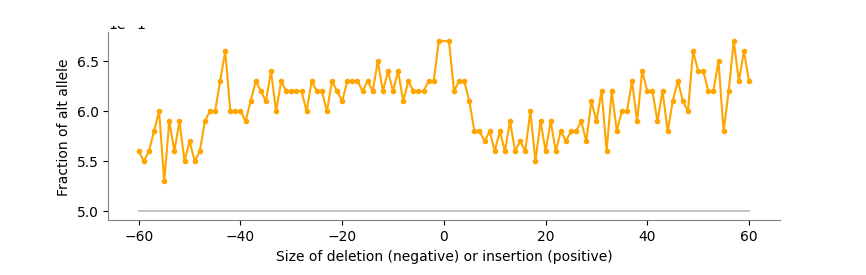 6.5
6.0
5.5
5.0
Fraction of alt allele
−60 −40 −20 0 20 40 60
Size of deletion (negative) or insertion (positive)